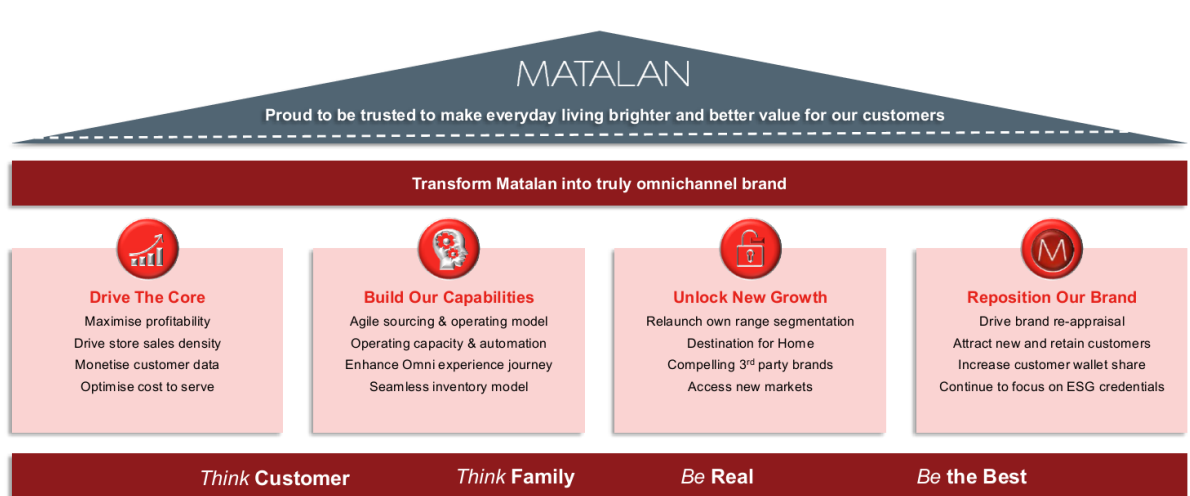 MATALAN
Proud to be trusted to make everyday living brighter and better value for our customers
Transform Matalan into truly omnichannel brand
Drive The Core
Maximise profitability
Drive store sales density
Monetise customer data
Optimise cost to serve
Build Our Capabilities
Agile sourcing & operating model
Operating capacity & automation
Enhance Omni experience journey
Seamless inventory model
Unlock New Growth
Relaunch own range segmentation
Destination for Home
Compelling 3rd party brands
Access new markets
M
Reposition Our Brand
Drive brand re-appraisal
Attract new and retain customers
Increase customer wallet share
Continue to focus on ESG credentials
Think Customer Think Family Be Real Be the Best